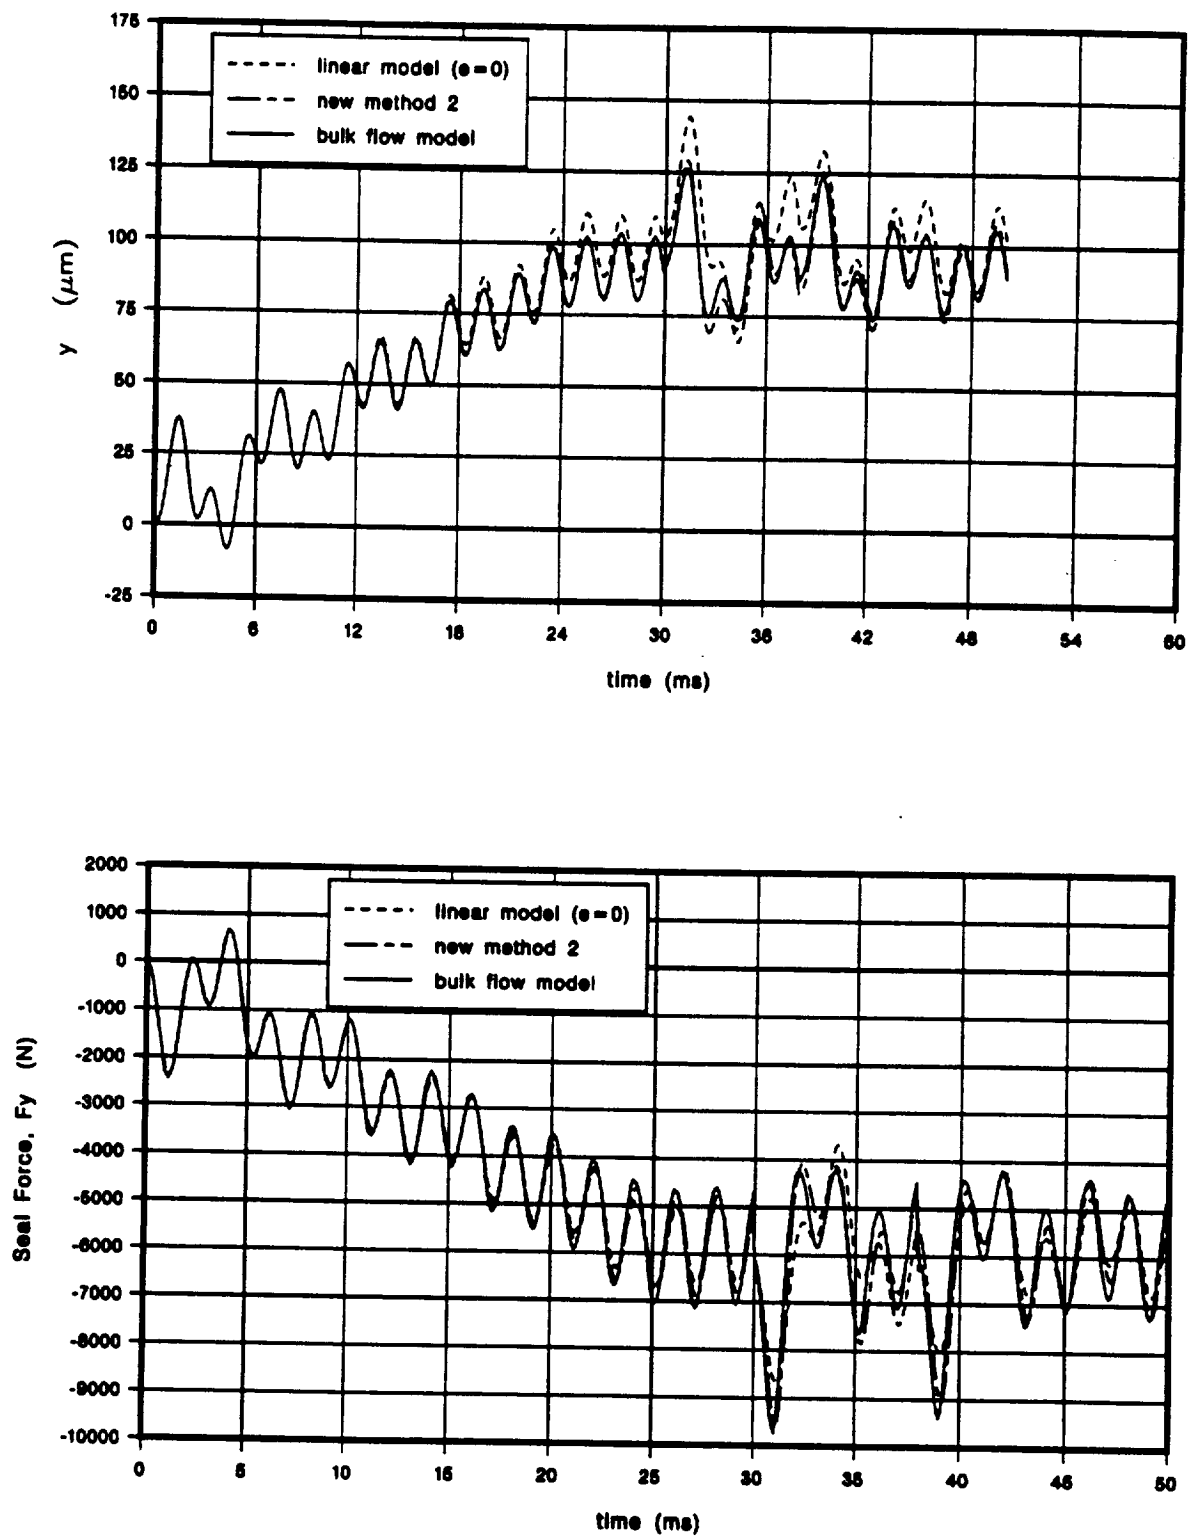 175
150
125
100
75
50
25
0
-25
y (μm)
linear model (e=0)
new method 2
bulk flow model
0 6 12 18 24 30 36 42 48 54 60
time (ms)
2000
1000
0
-1000
-2000
-3000
-4000
-5000
-6000
-7000
-8000
-9000
-10000
Seal Force, Fy (N)
linear model (e=0)
new method 2
bulk flow model
0 5 10 15 20 25 30 35 40 45 50
time (ms)